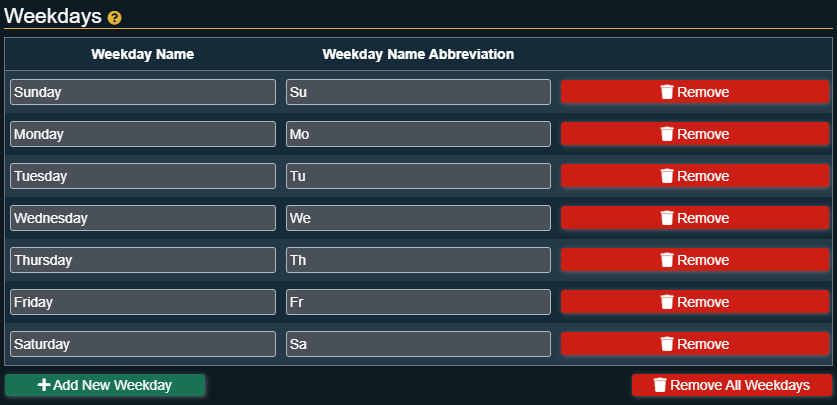 Weekdays ?
Weekday Name Weekday Name Abbreviation
Sunday Su Remove
Monday Mo Remove
Tuesday Tu Remove
Wednesday We Remove
Thursday Th Remove
Friday Fr Remove
Saturday Sa Remove
+ Add New Weekday Remove All Weekdays